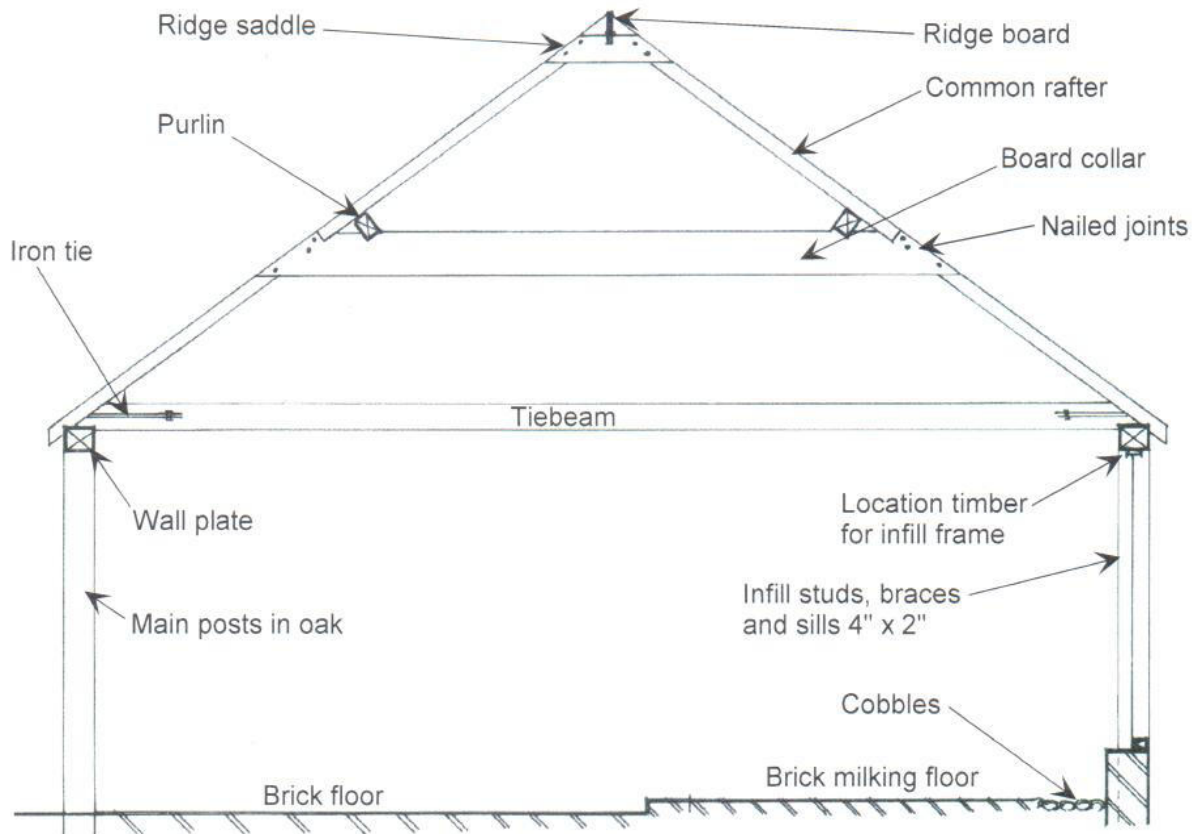 Ridge saddle
Ridge board
Common rafter
Purlin
Board collar
Nailed joints
Iron tie
Tiebeam
Wall plate
Location timber
for infill frame
Main posts in oak
Infill studs, braces
and sills 4" x 2"
Cobbles
Brick floor
Brick milking floor